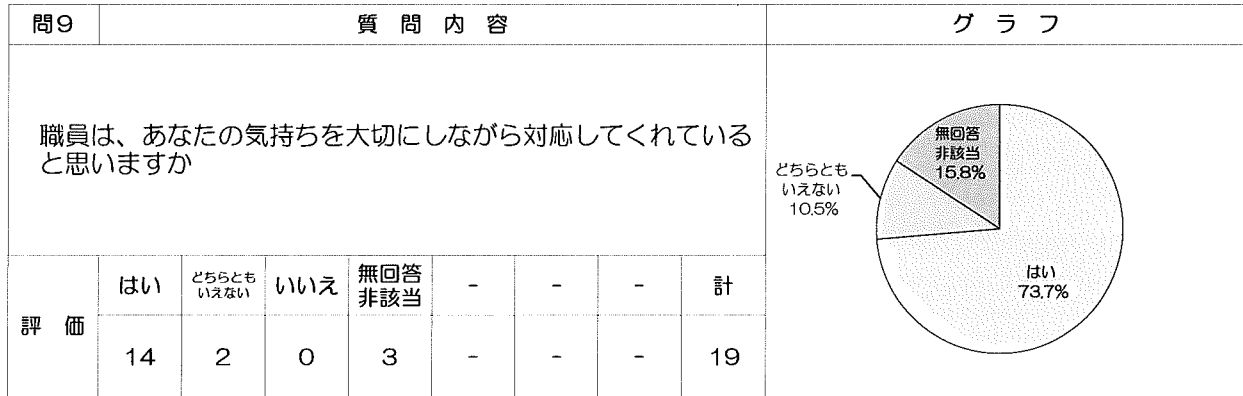 問9
質 問 内 容
グ ラ フ
職員は、あなたの気持ちを大切にしながら対応してくれている
と思いますか
無回答
非該当
15.8%
どちらとも
いえない
10.5%
はい
73.7%
評 価
はい
どちらとも
いえない
いいえ
無回答
非該当
-
-
-
計
14
2
0
3
-
-
-
19